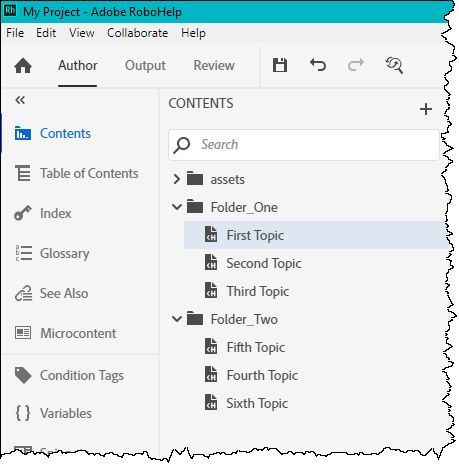 Rh My Project - Adobe RoboHelp
File Edit View Collaborate Help
Author Output Review
CONTENTS
Search
Contents
Table of Contents
Index
Glossary
See Also
Microcontent
Condition Tags
Variables
assets
Folder_One
First Topic
Second Topic
Third Topic
Folder_Two
Fifth Topic
Fourth Topic
Sixth Topic